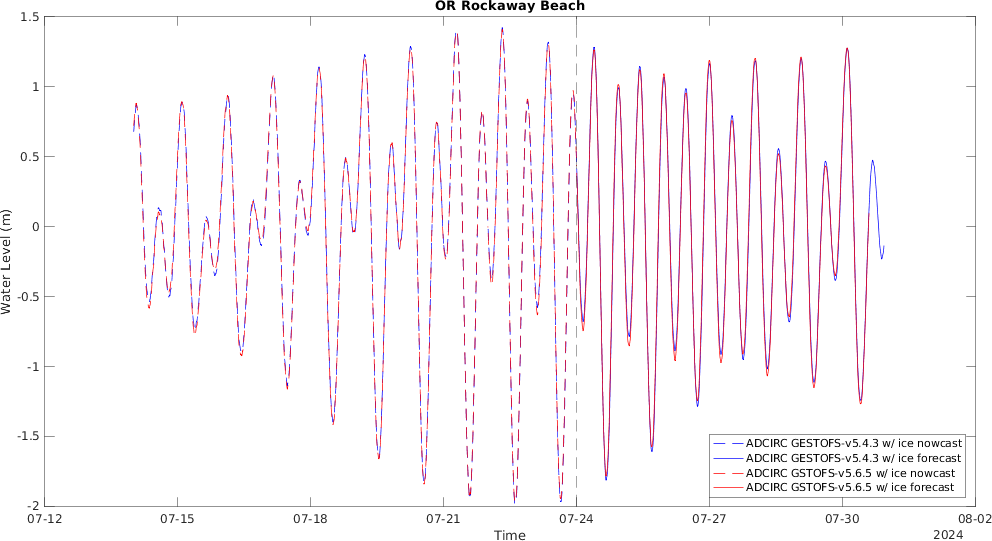 OR Rockaway Beach
1.5
1
0.5
0
-0.5
-1
-1.5
-2
Water Level (m)
07-12
07-15
07-18
07-21
07-24
07-27
07-30
08-02
Time
2024
ADCIRC GESTOFS-v5.4.3 w/ ice nowcast
ADCIRC GESTOFS-v5.4.3 w/ ice forecast
ADCIRC GSTOFS-v5.6.5 w/ ice nowcast
ADCIRC GSTOFS-v5.6.5 w/ ice forecast